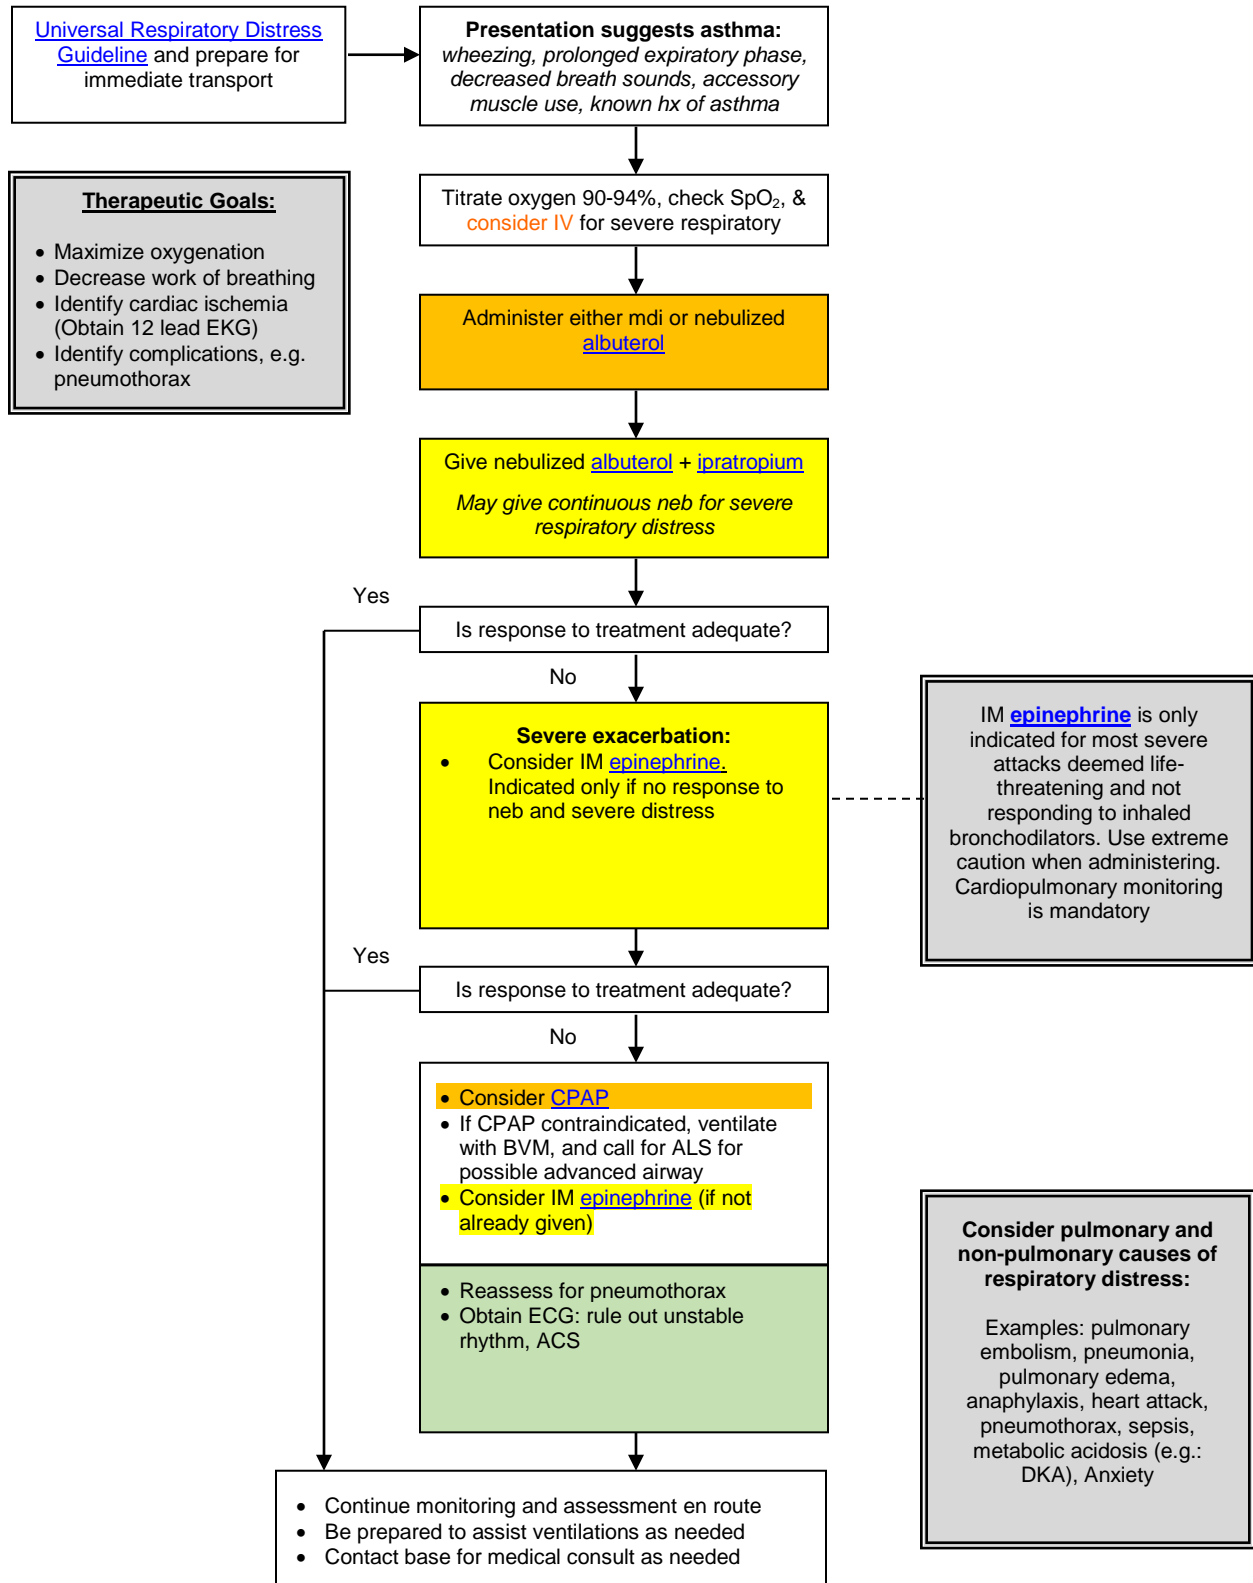 Universal Respiratory Distress
Guideline and prepare for
immediate transport
Presentation suggests asthma:
wheezing, prolonged expiratory phase,
decreased breath sounds, accessory
muscle use, known hx of asthma
Therapeutic Goals:
• Maximize oxygenation
• Decrease work of breathing
• Identify cardiac ischemia
(Obtain 12 lead EKG)
• Identify complications, e.g.
pneumothorax
Titrate oxygen 90-94%, check SpO₂, &
consider IV for severe respiratory
Administer either mdi or nebulized
albuterol
Give nebulized albuterol + ipratropium
May give continuous neb for severe
respiratory distress
Yes
Is response to treatment adequate?
No
Severe exacerbation:
• Consider IM epinephrine.
Indicated only if no response to
neb and severe distress
IM epinephrine is only
indicated for most severe
attacks deemed life-
threatening and not
responding to inhaled
bronchodilators. Use extreme
caution when administering.
Cardiopulmonary monitoring
is mandatory
Yes
Is response to treatment adequate?
No
• Consider CPAP
• If CPAP contraindicated, ventilate
with BVM, and call for ALS for
possible advanced airway
• Consider IM epinephrine (if not
already given)
• Reassess for pneumothorax
• Obtain ECG: rule out unstable
rhythm, ACS
Consider pulmonary and
non-pulmonary causes of
respiratory distress:
Examples: pulmonary
embolism, pneumonia,
pulmonary edema,
anaphylaxis, heart attack,
pneumothorax, sepsis,
metabolic acidosis (e.g.:
DKA), Anxiety
• Continue monitoring and assessment en route
• Be prepared to assist ventilations as needed
• Contact base for medical consult as needed